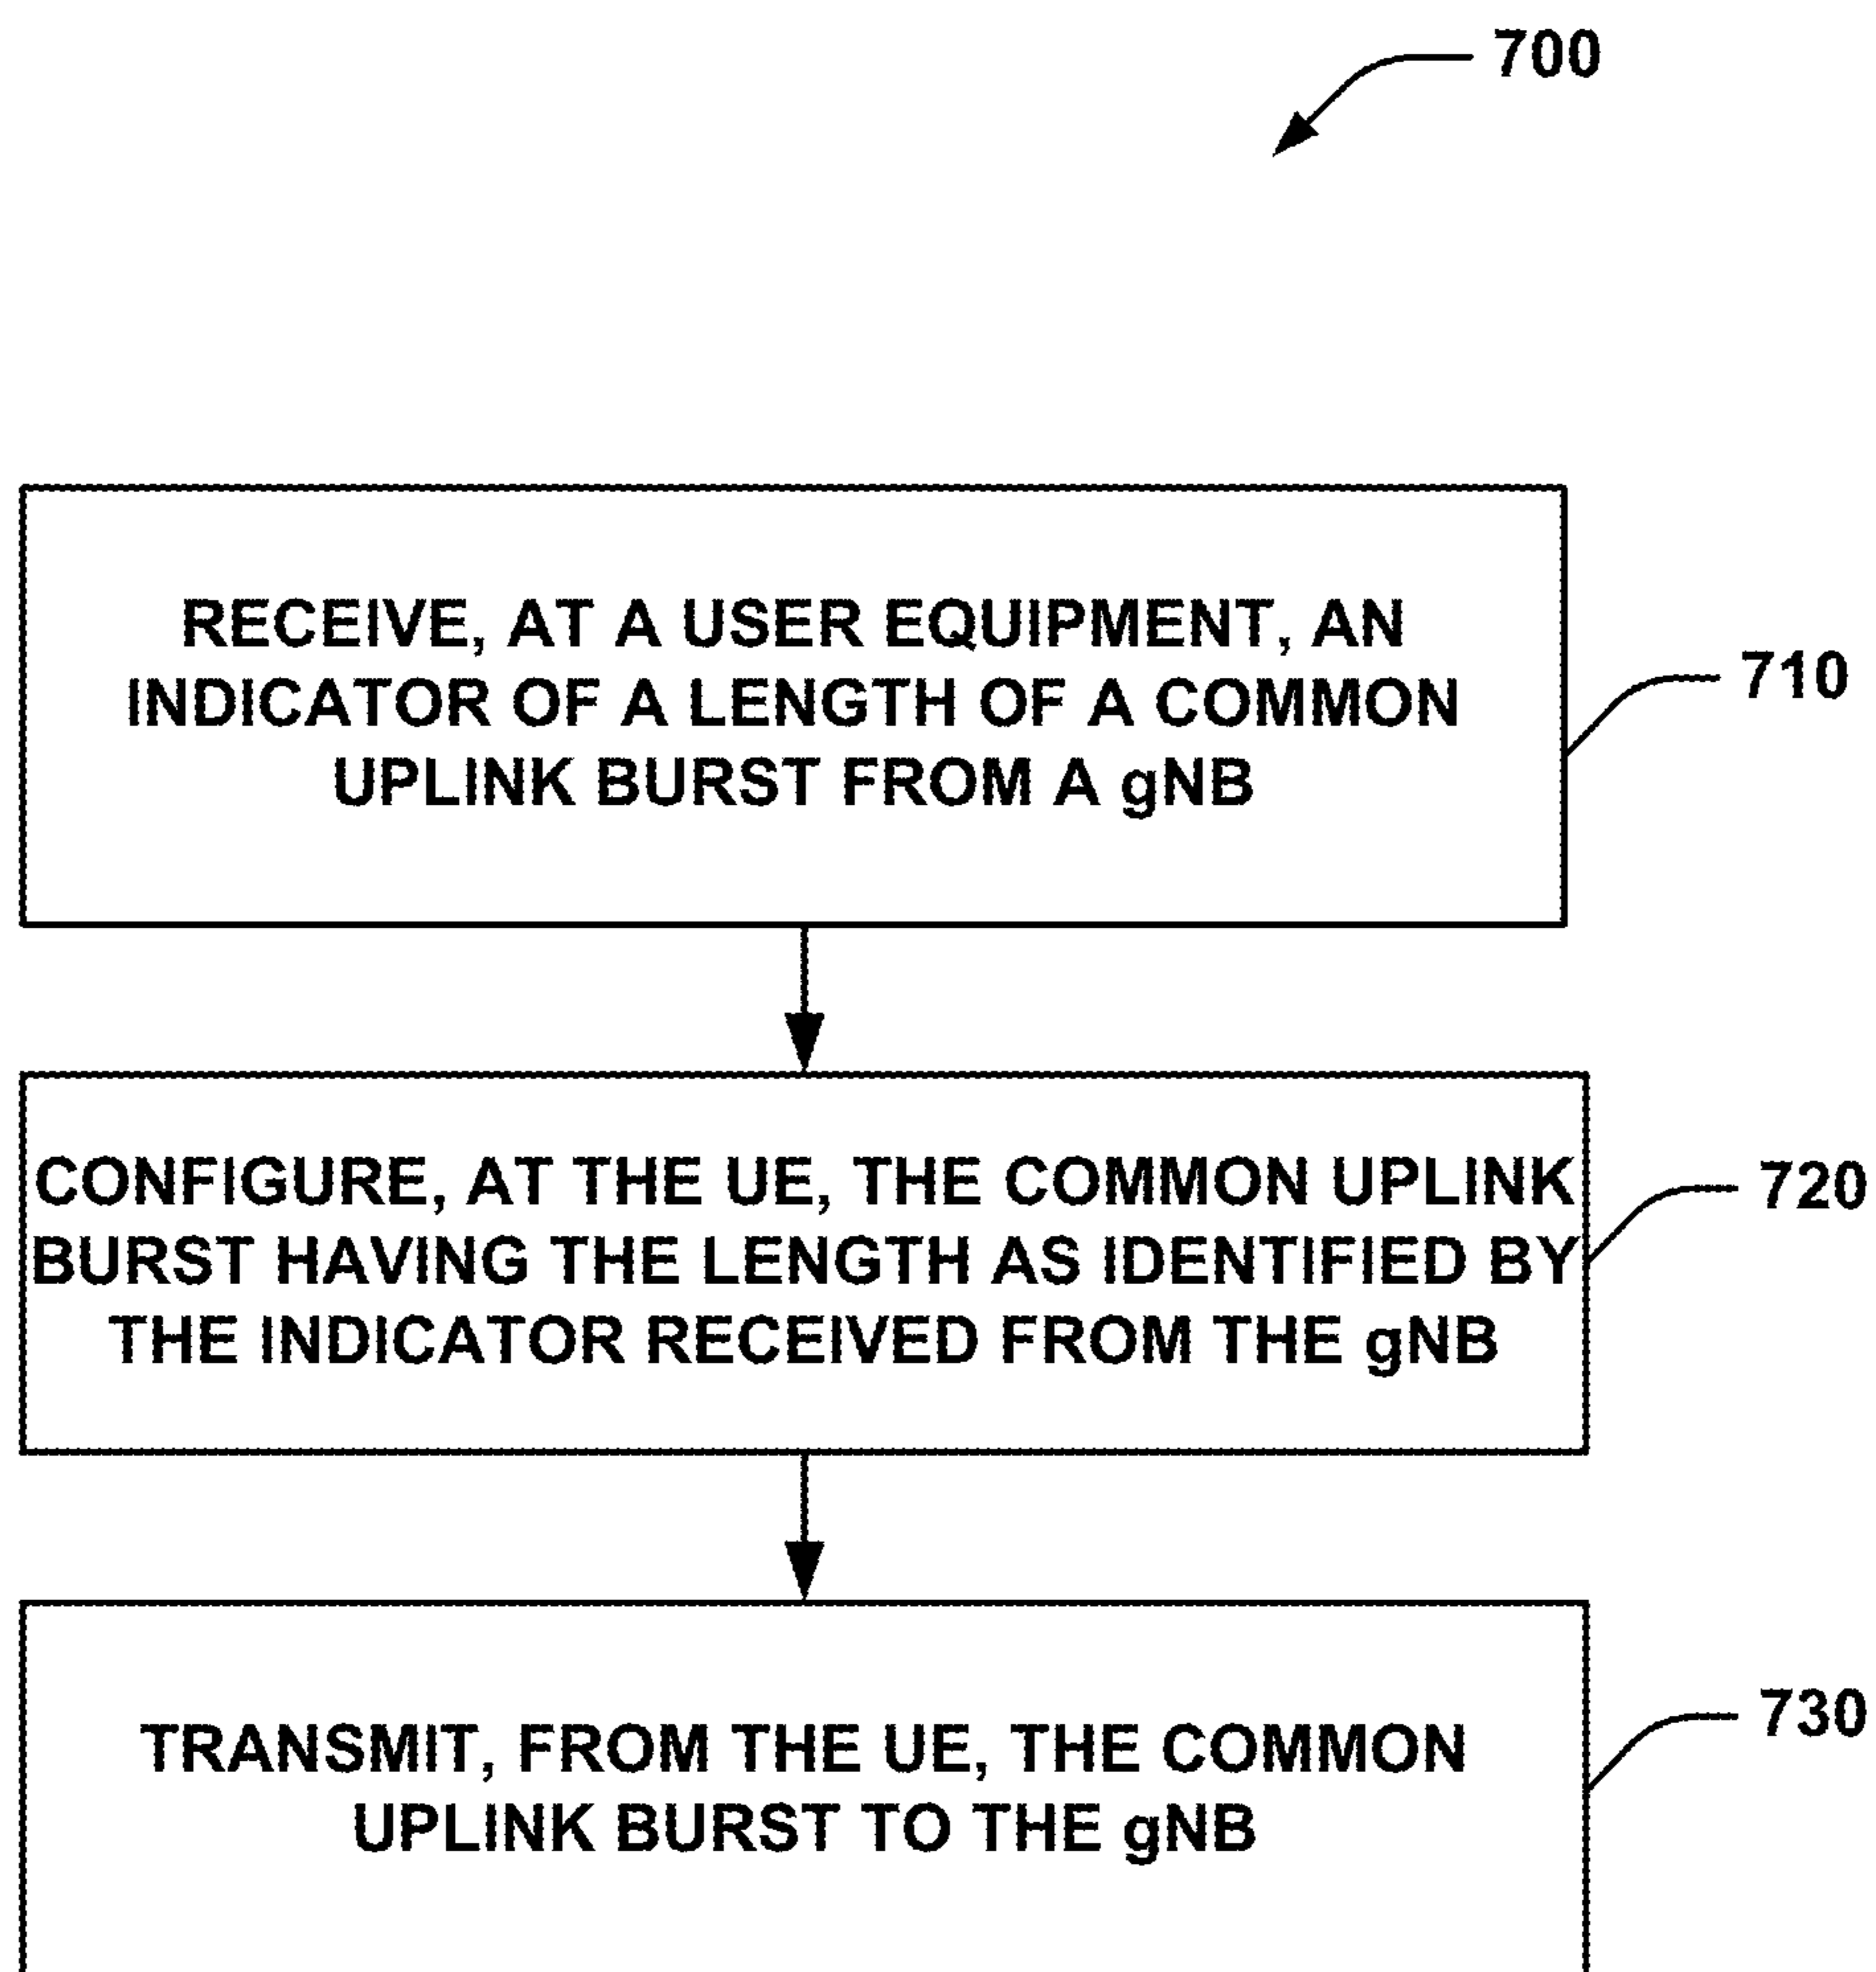 700
RECEIVE, AT A USER EQUIPMENT, AN
INDICATOR OF A LENGTH OF A COMMON
UPLINK BURST FROM A gNB
710
CONFIGURE, AT THE UE, THE COMMON UPLINK
BURST HAVING THE LENGTH AS IDENTIFIED BY
THE INDICATOR RECEIVED FROM THE gNB
720
TRANSMIT, FROM THE UE, THE COMMON
UPLINK BURST TO THE gNB
730